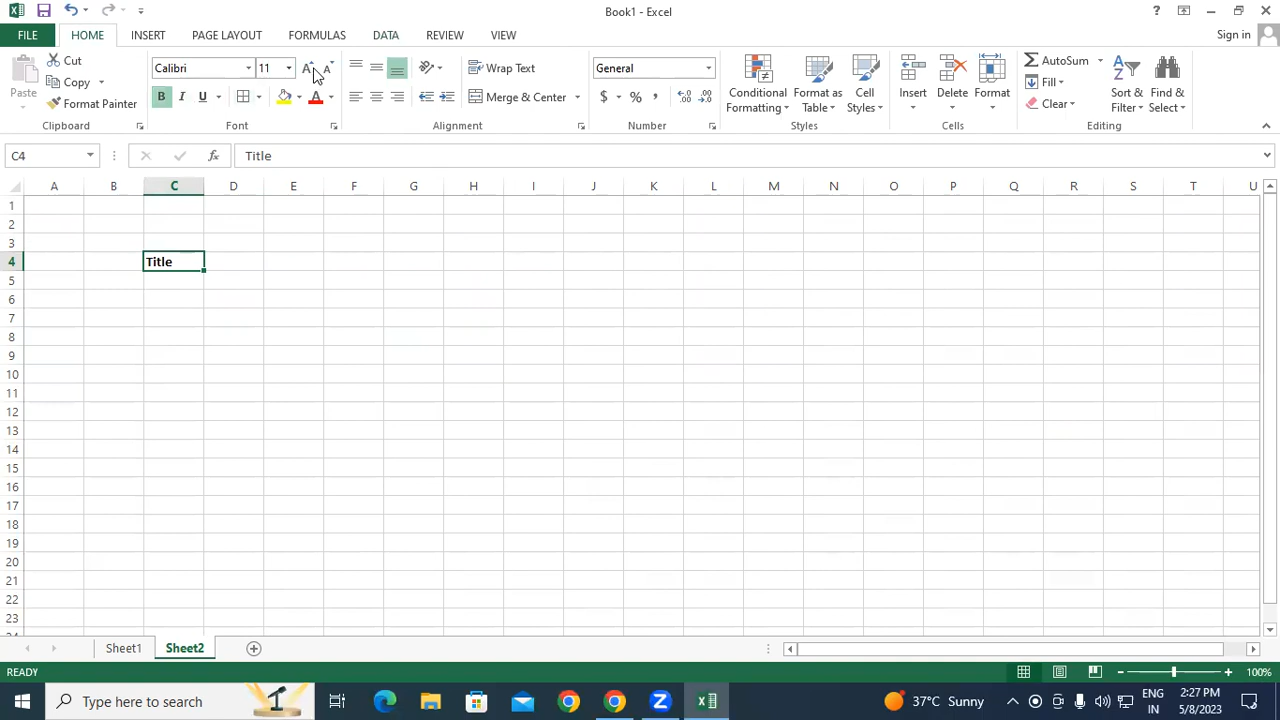 Book1 - Excel
FILE HOME INSERT PAGE LAYOUT FORMULAS DATA REVIEW VIEW Sign in
Paste Cut Copy Format Painter Clipboard
Calibri 11 B I U A Font
Wrap Text Merge & Center Alignment
General $ % , Number
Conditional Formatting Format as Table Cell Styles Styles
Insert Delete Format Cells
AutoSum Fill Clear Sort & Filter Find & Select Editing
C4 fx Title
A B C D E F G H I J K L M N O P Q R S T U
1
2
3
4 Title
5
6
7
8
9
10
11
12
13
14
15
16
17
18
19
20
21
22
23
Sheet1 Sheet2
READY 100%
Type here to search 37°C Sunny ENG IN 2:27 PM 5/8/2023